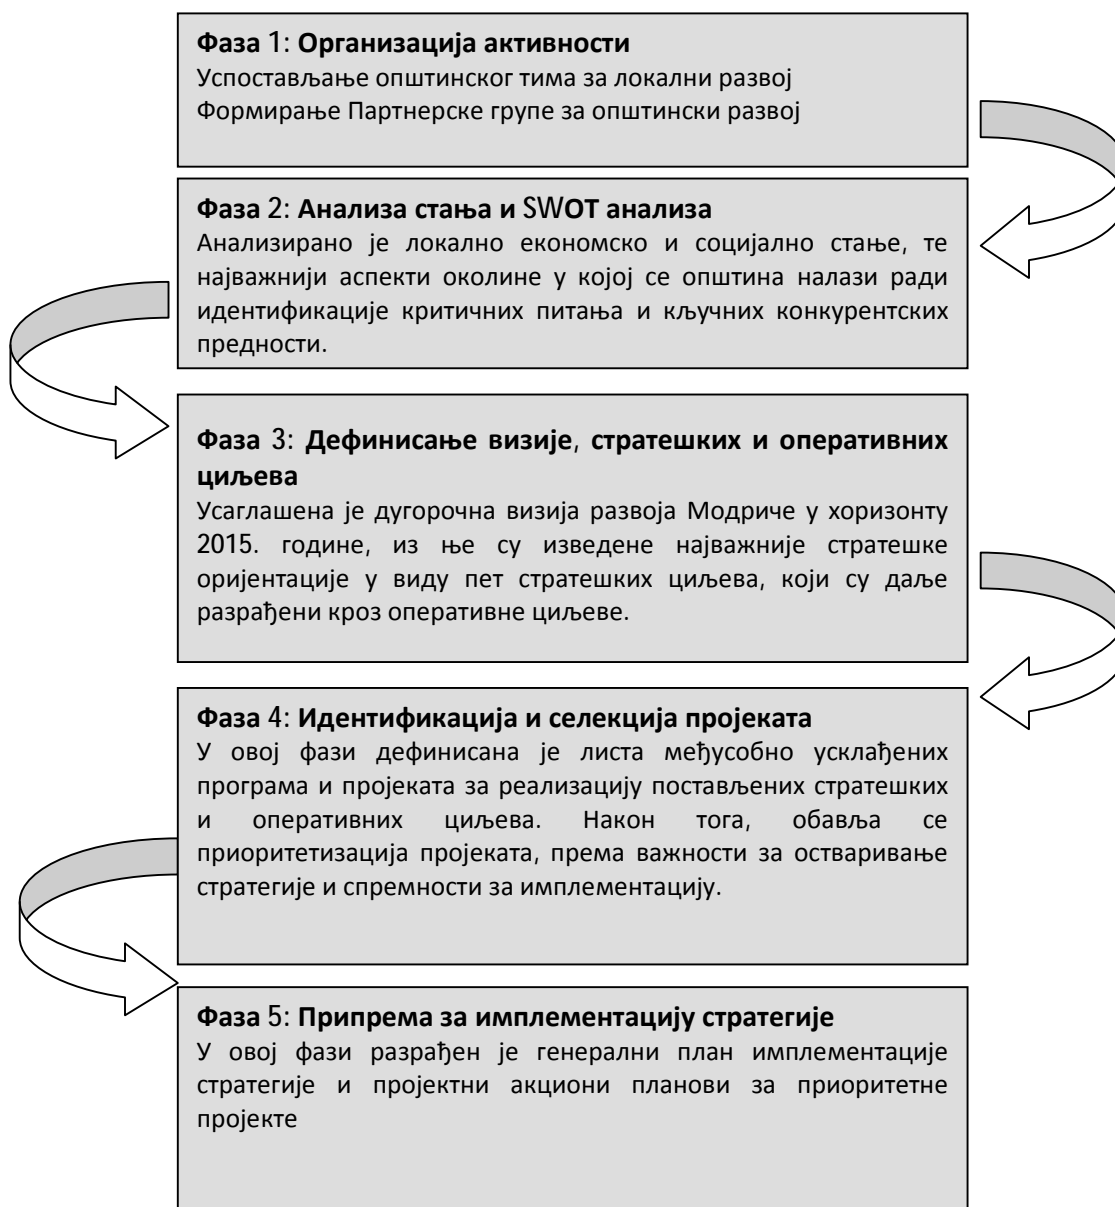 Фаза 1: Организација активности
Успостављање општинског тима за локални развој
Формирање Партнерске групе за општински развој
Фаза 2: Анализа стања и SWOT анализа
Анализирано је локално економско и социјално стање, те
најважнији аспекти околине у којој се општина налази ради
идентификације критичних питања и кључних конкурентских
предности.
Фаза 3: Дефинисање визије, стратешких и оперативних
циљева
Усаглашена је дугорочна визија развоја Модриче у хоризонту
2015. године, из ње су изведене најважније стратешке
оријентације у виду пет стратешких циљева, који су даље
разрађени кроз оперативне циљеве.
Фаза 4: Идентификација и селекција пројеката
У овој фази дефинисана је листа међусобно усклађених
програма и пројеката за реализацију постављених стратешких
и оперативних циљева. Након тога, обавља се
приоритетизација пројеката, према важности за остваривање
стратегије и спремности за имплементацију.
Фаза 5: Припрема за имплементацију стратегије
У овој фази разрађен је генерални план имплементације
стратегије и пројектни акциони планови за приоритетне
пројекте